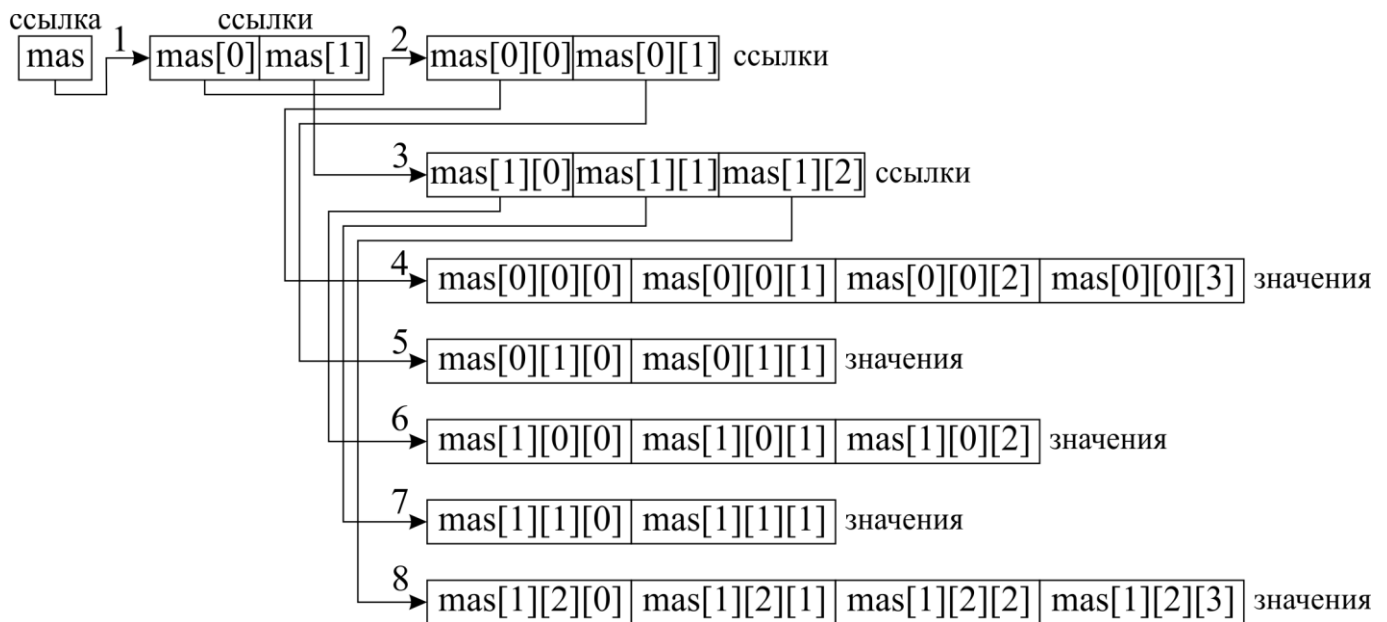 ссылка ссылки
mas 1 mas[0] mas[1] 2 mas[0][0] mas[0][1] ссылки
3 mas[1][0] mas[1][1] mas[1][2] ссылки
4 mas[0][0][0] mas[0][0][1] mas[0][0][2] mas[0][0][3] значения
5 mas[0][1][0] mas[0][1][1] значения
6 mas[1][0][0] mas[1][0][1] mas[1][0][2] значения
7 mas[1][1][0] mas[1][1][1] значения
8 mas[1][2][0] mas[1][2][1] mas[1][2][2] mas[1][2][3] значения